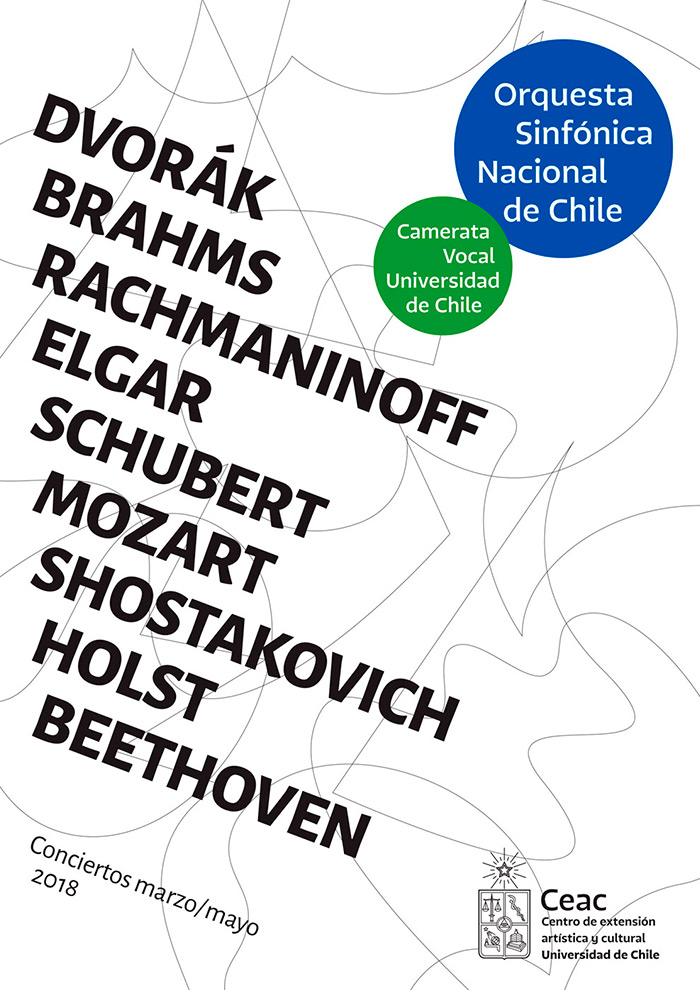 Orquesta
Sinfónica
Nacional
de Chile
Camerata
Vocal
Universidad
de Chile
DVORÁK
BRAHMS
RACHMANINOFF
ELGAR
SCHUBERT
MOZART
SHOSTAKOVICH
HOLST
BEETHOVEN
Conciertos marzo/mayo
2018
Ceac
Centro de extensión
artística y cultural
Universidad de Chile